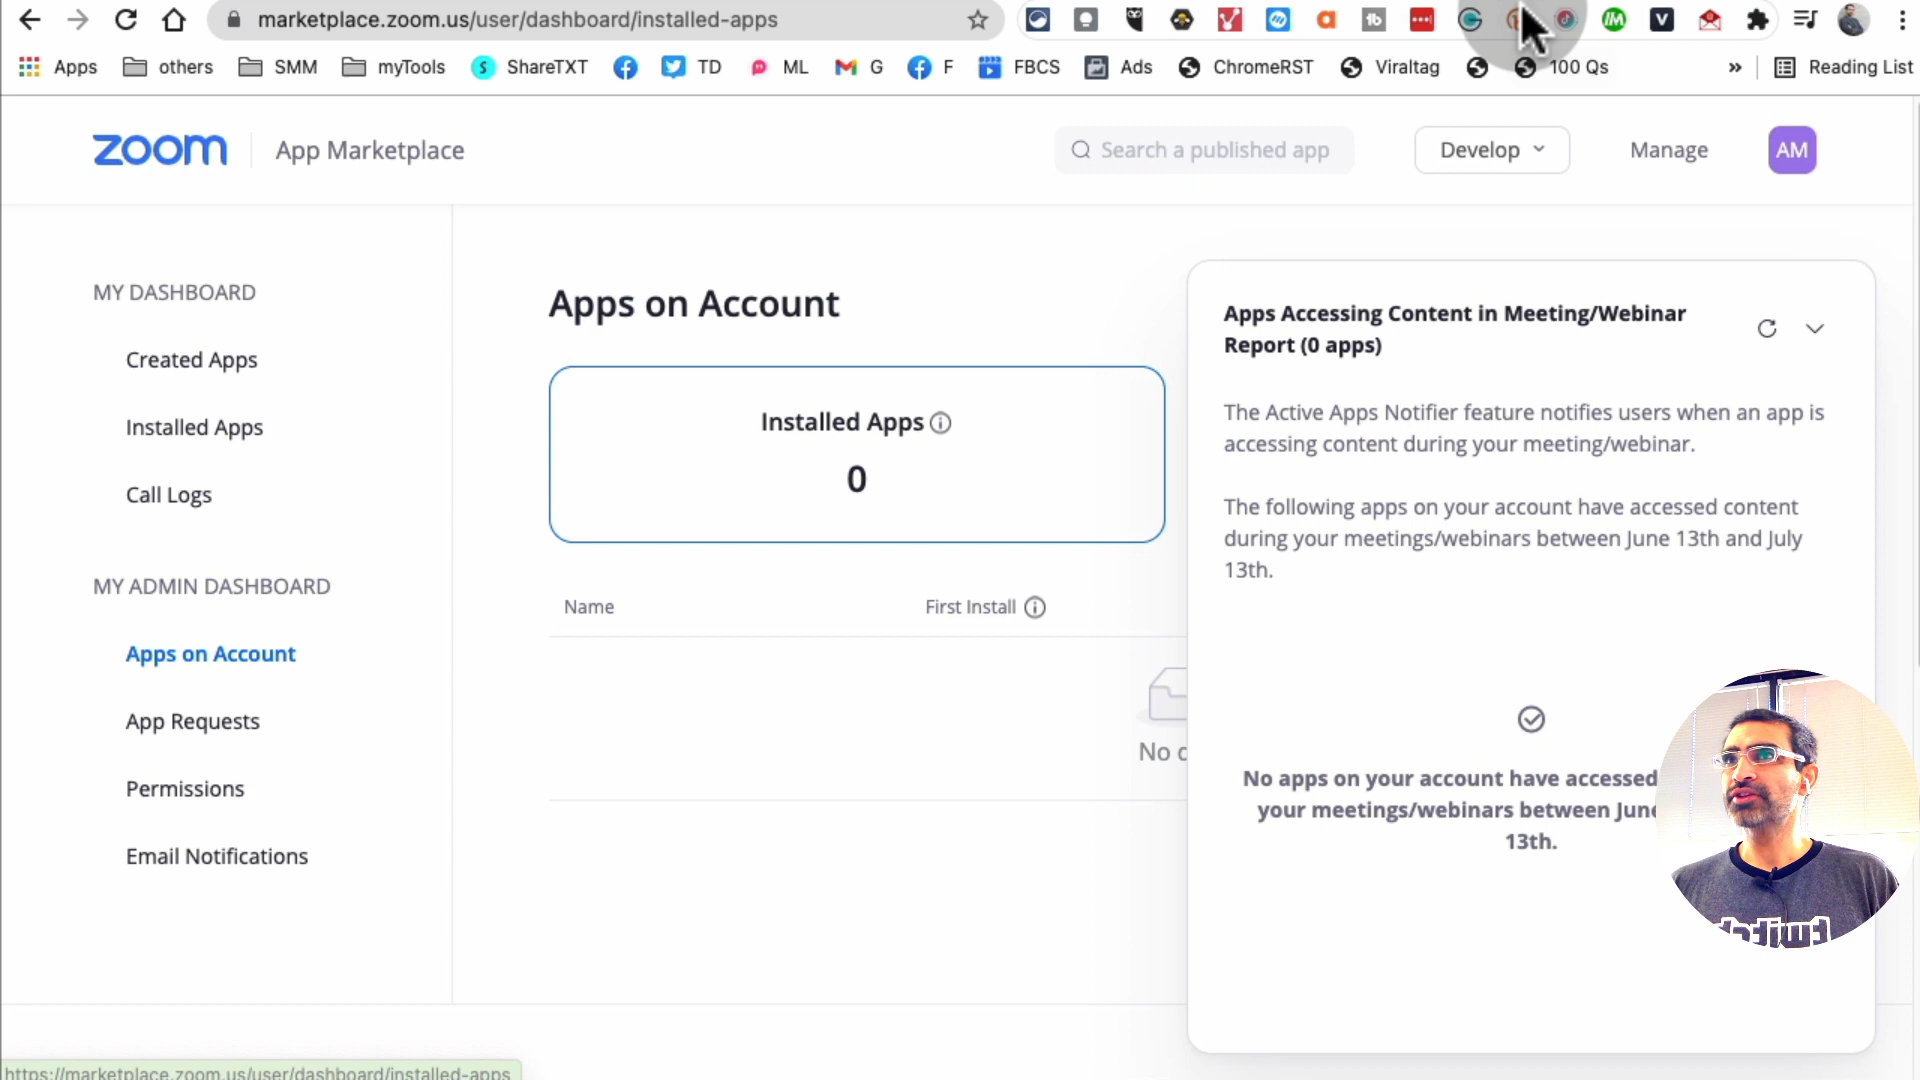 marketplace.zoom.us/user/dashboard/installed-apps
Apps others SMM myTools ShareTXT TD ML G F FBCS Ads ChromeRST Viraltag 100 Qs » Reading List
zoom App Marketplace
Search a published app
Develop
Manage
AM
MY DASHBOARD
Created Apps
Installed Apps
Call Logs
MY ADMIN DASHBOARD
Apps on Account
App Requests
Permissions
Email Notifications
Apps on Account
Installed Apps
0
Name First Install
No
Apps Accessing Content in Meeting/Webinar
Report (0 apps)
The Active Apps Notifier feature notifies users when an app is
accessing content during your meeting/webinar.
The following apps on your account have accessed content
during your meetings/webinars between June 13th and July
13th.
No apps on your account have accessed
your meetings/webinars between June
13th.
https://marketplace.zoom.us/user/dashboard/installed-apps